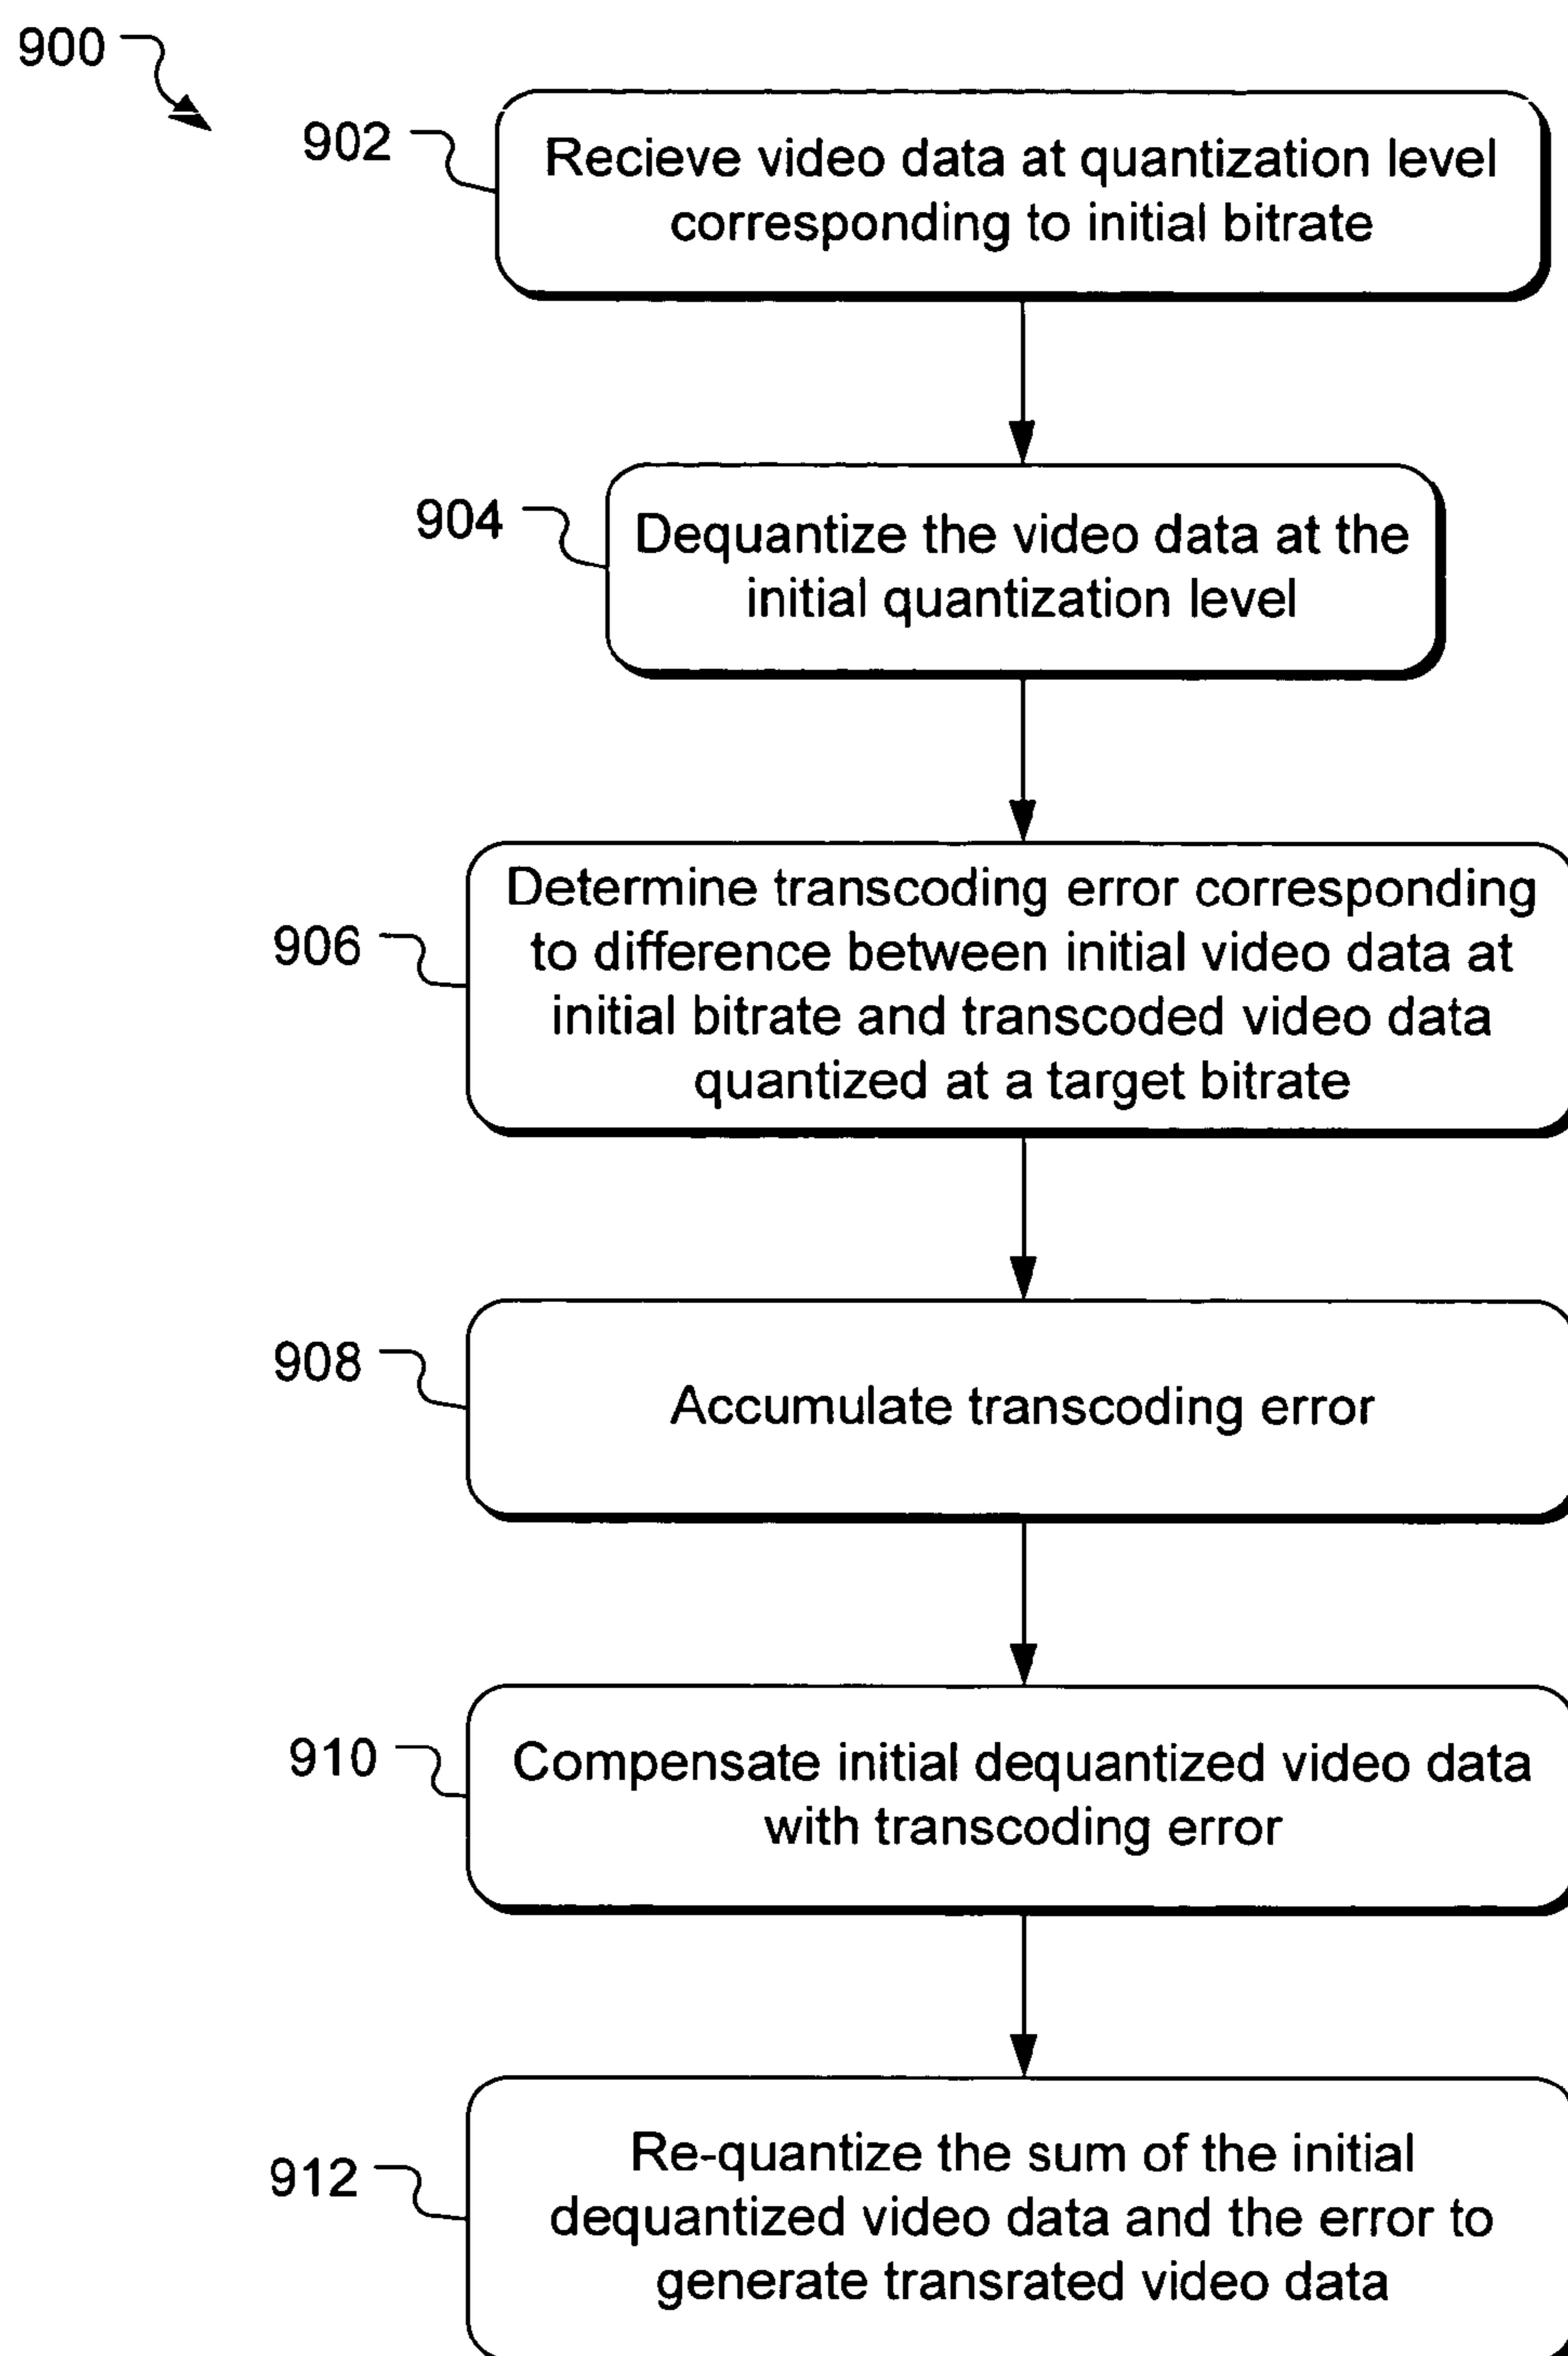 900
902
Recieve video data at quantization level
corresponding to initial bitrate
904
Dequantize the video data at the
initial quantization level
906
Determine transcoding error corresponding
to difference between initial video data at
initial bitrate and transcoded video data
quantized at a target bitrate
908
Accumulate transcoding error
910
Compensate initial dequantized video data
with transcoding error
912
Re-quantize the sum of the initial
dequantized video data and the error to
generate transrated video data